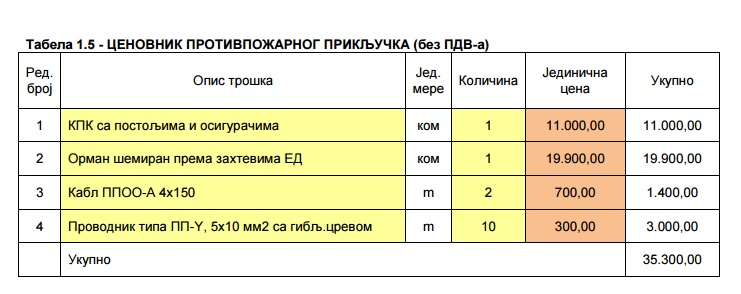 Табела 1.5 - ЦЕНОВНИК ПРОТИВПОЖАРНОГ ПРИКЉУЧКА (без ПДВ-а)
Ред. број Опис трошка Јед. мере Количина Јединична цена Укупно
1 КПК са постољима и осигурачима ком 1 11.000,00 11.000,00
2 Орман шемиран према захтевима ЕД ком 1 19.900,00 19.900,00
3 Кабл ППОО-А 4x150 m 2 700,00 1.400,00
4 Проводник типа ПП-Y, 5x10 мм2 са гибљ.цревом m 10 300,00 3.000,00
Укупно 35.300,00